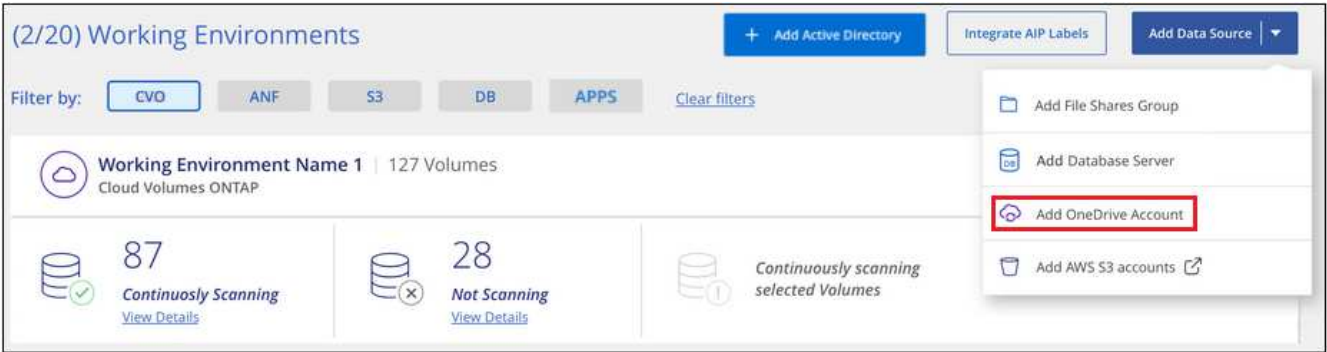 (2/20) Working Environments
+ Add Active Directory
Integrate AIP Labels
Add Data Source
Filter by: CVO ANF S3 DB APPS Clear filters
Add File Shares Group
Working Environment Name 1 | 127 Volumes
Cloud Volumes ONTAP
DB Add Database Server
Add OneDrive Account
Add AWS S3 accounts
87
Continuosly Scanning
View Details
28
Not Scanning
View Details
Continuously scanning
selected Volumes